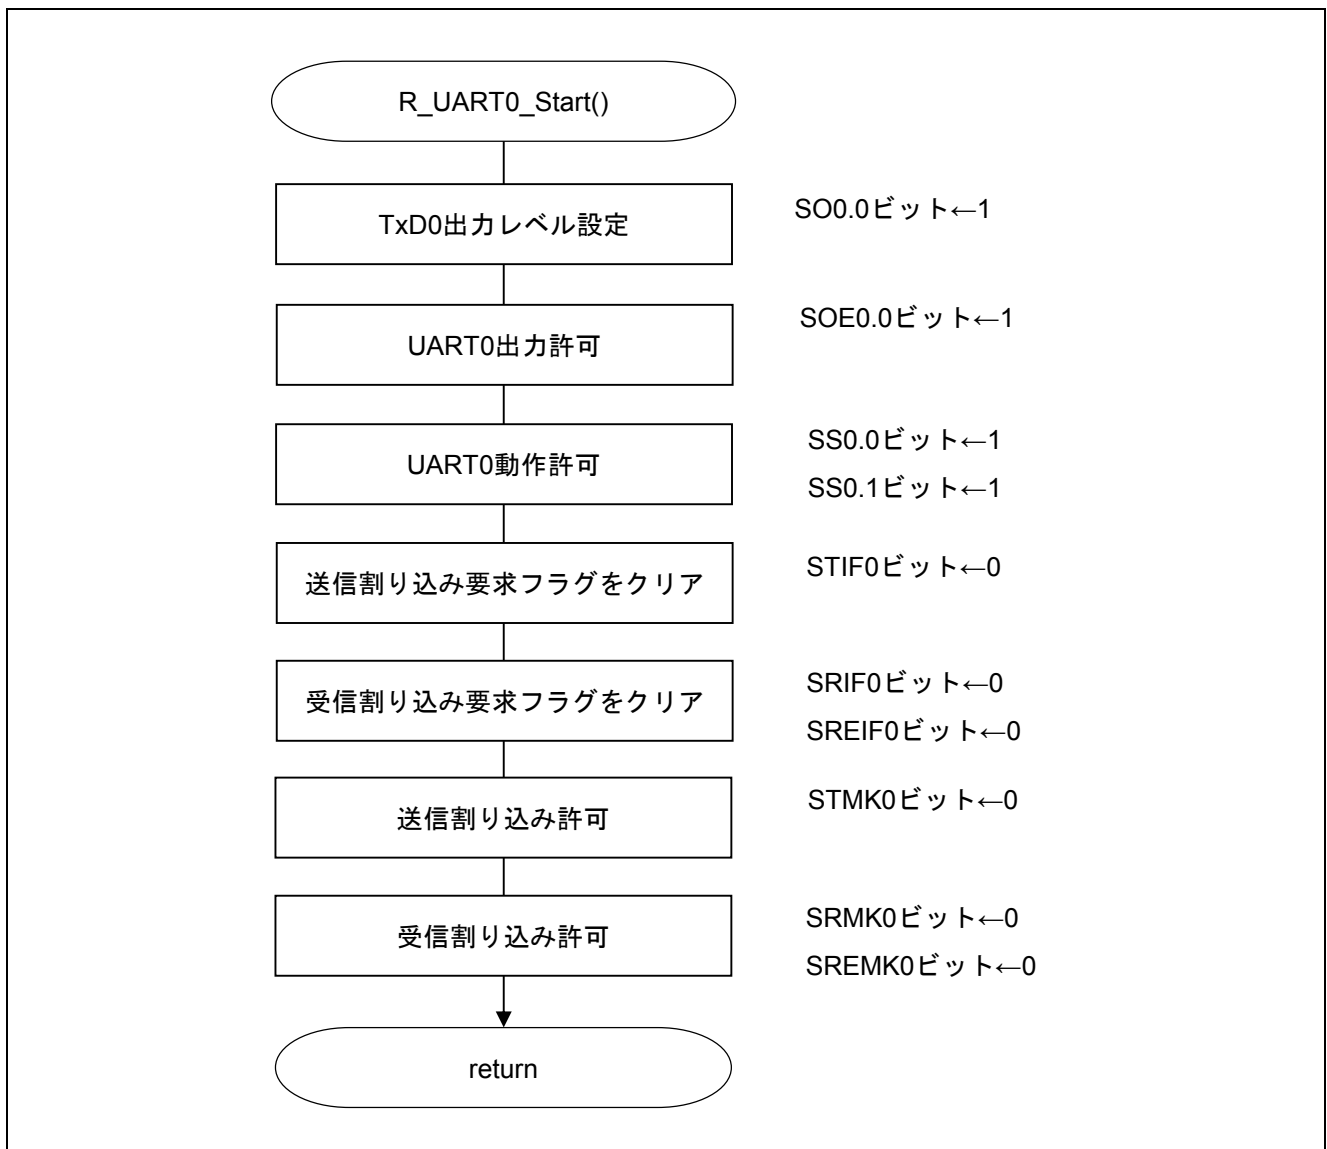 R_UART0_Start()
TxD0出力レベル設定
SO0.0ビット←1
UART0出力許可
SOE0.0ビット←1
UART0動作許可
SS0.0ビット←1
SS0.1ビット←1
送信割り込み要求フラグをクリア
STIF0ビット←0
受信割り込み要求フラグをクリア
SRIF0ビット←0
SREIF0ビット←0
送信割り込み許可
STMK0ビット←0
受信割り込み許可
SRMK0ビット←0
SREMK0ビット←0
return